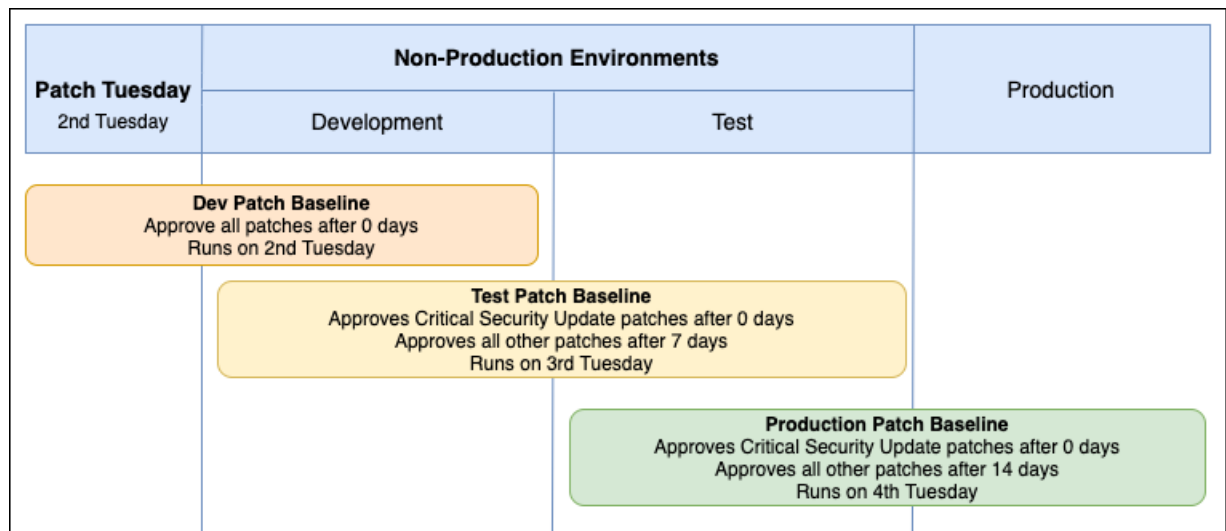 Patch Tuesday
2nd Tuesday
Non-Production Environments
Development
Test
Production
Dev Patch Baseline
Approve all patches after 0 days
Runs on 2nd Tuesday
Test Patch Baseline
Approves Critical Security Update patches after 0 days
Approves all other patches after 7 days
Runs on 3rd Tuesday
Production Patch Baseline
Approves Critical Security Update patches after 0 days
Approves all other patches after 14 days
Runs on 4th Tuesday